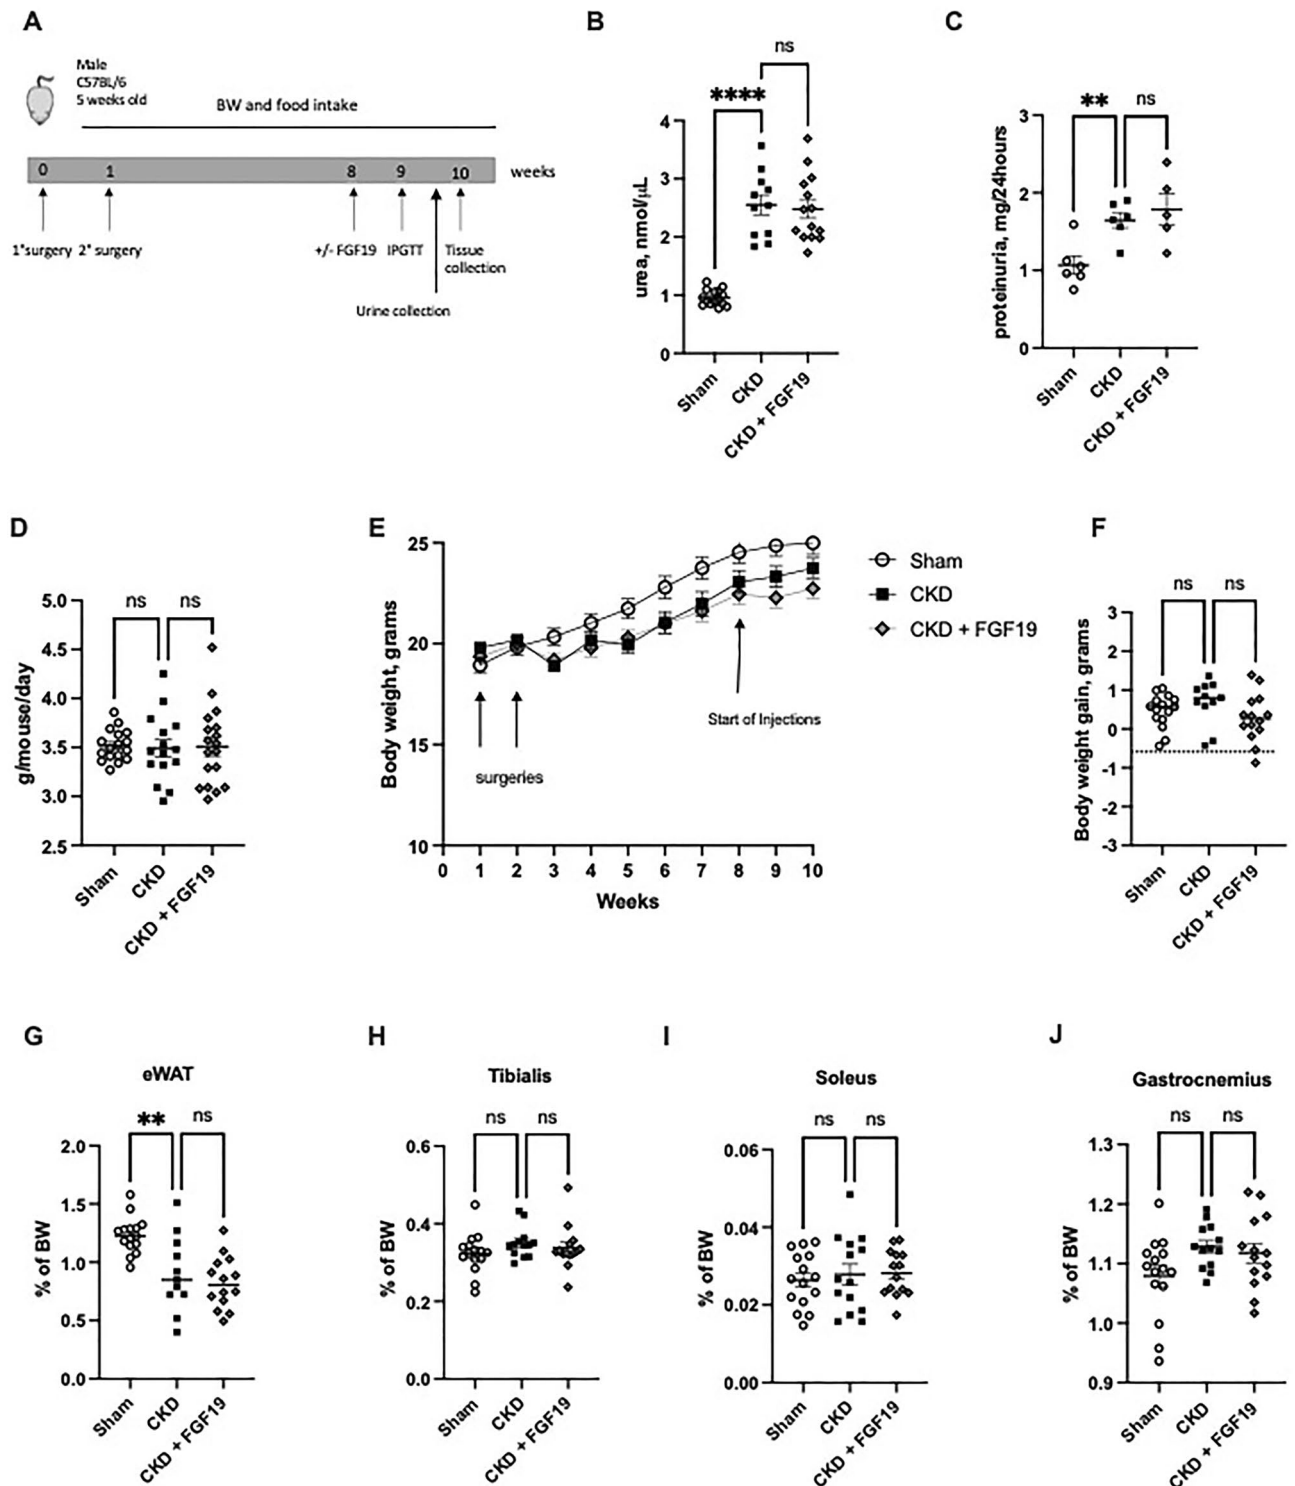 A
Male
C57BL/6
5 weeks old
BW and food intake
0 1 8 9 10 weeks
1°surgery 2° surgery +/- FGF19 IPGTT Tissue
collection
Urine collection
B
ns
****
urea, nmol/μL
4
3
2
1
0
Sham
CKD
CKD + FGF19
C
** ns
proteinuria, mg/24hours
3
2
1
0
Sham
CKD
CKD + FGF19
D
ns ns
g/mouse/day
5.0
4.5
4.0
3.5
3.0
2.5
Sham
CKD
CKD + FGF19
E
Body weight, grams
25
20
15
10
0 1 2 3 4 5 6 7 8 9 10
Weeks
surgeries
Start of Injections
Sham
CKD
CKD + FGF19
F
ns ns
Body weight gain, grams
3
2
1
0
-1
-2
-3
Sham
CKD
CKD + FGF19
G
eWAT
** ns
% of BW
2.0
1.5
1.0
0.5
0.0
Sham
CKD
CKD + FGF19
H
Tibialis
ns ns
% of BW
0.6
0.4
0.2
0.0
Sham
CKD
CKD + FGF19
I
Soleus
ns ns
% of BW
0.06
0.04
0.02
0.00
Sham
CKD
CKD + FGF19
J
Gastrocnemius
ns ns
% of BW
1.3
1.2
1.1
1.0
0.9
Sham
CKD
CKD + FGF19